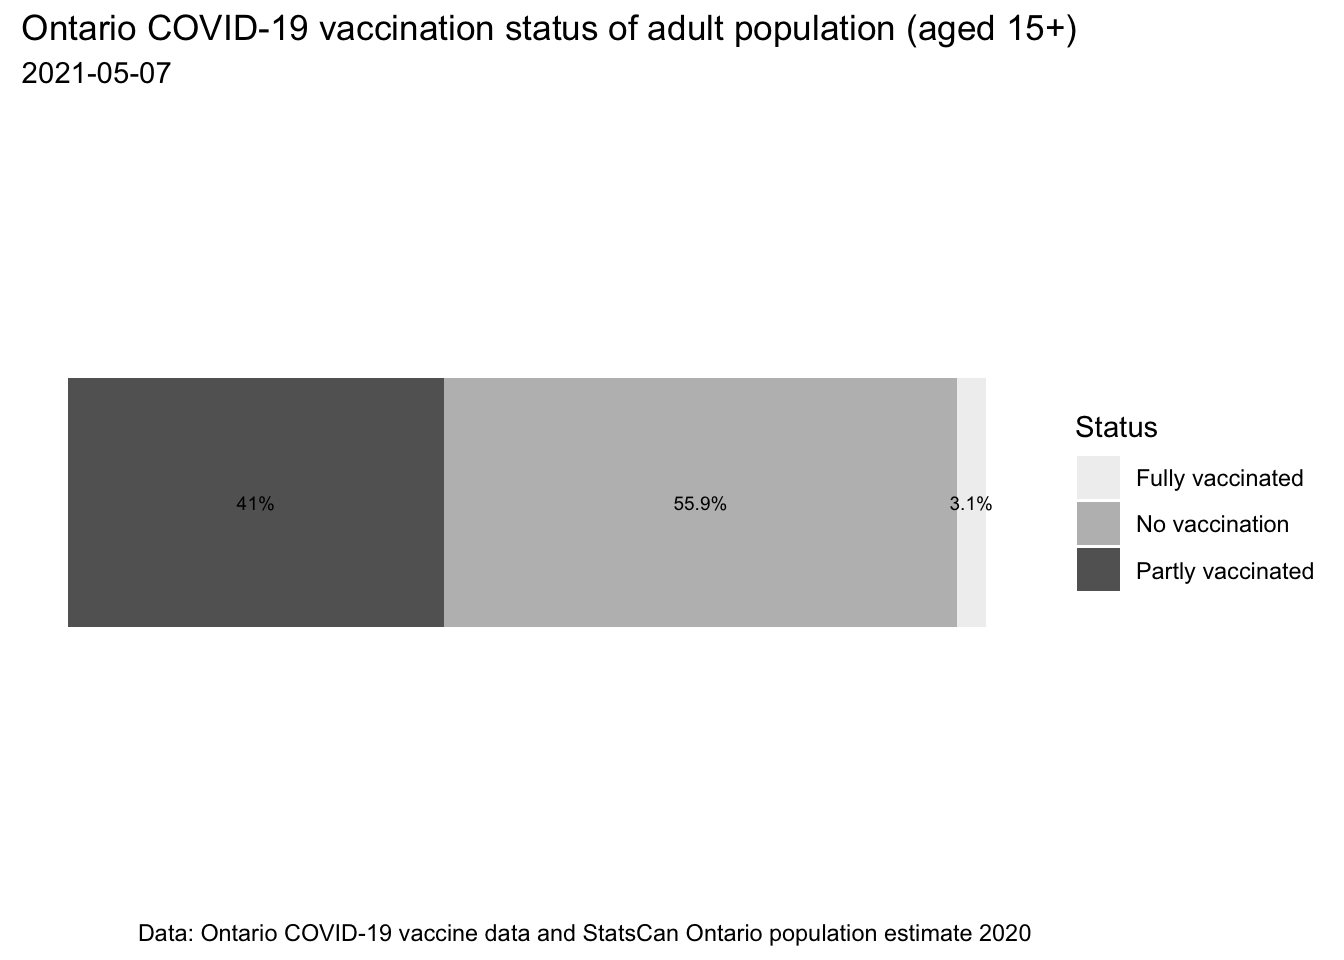 Ontario COVID-19 vaccination status of adult population (aged 15+)
2021-05-07
41%
55.9%
3.1%
Status
Fully vaccinated
No vaccination
Partly vaccinated
Data: Ontario COVID-19 vaccine data and StatsCan Ontario population estimate 2020